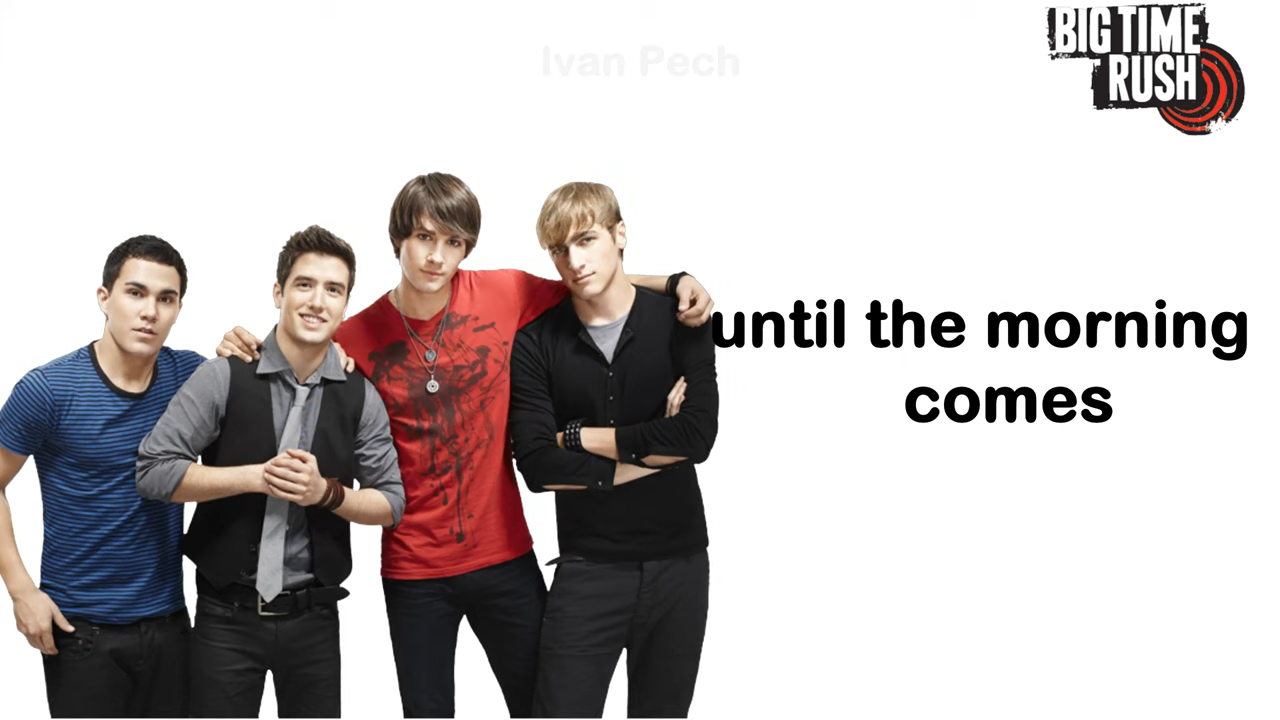 BIG TIME
RUSH
Ivan Pech
until the morning
comes